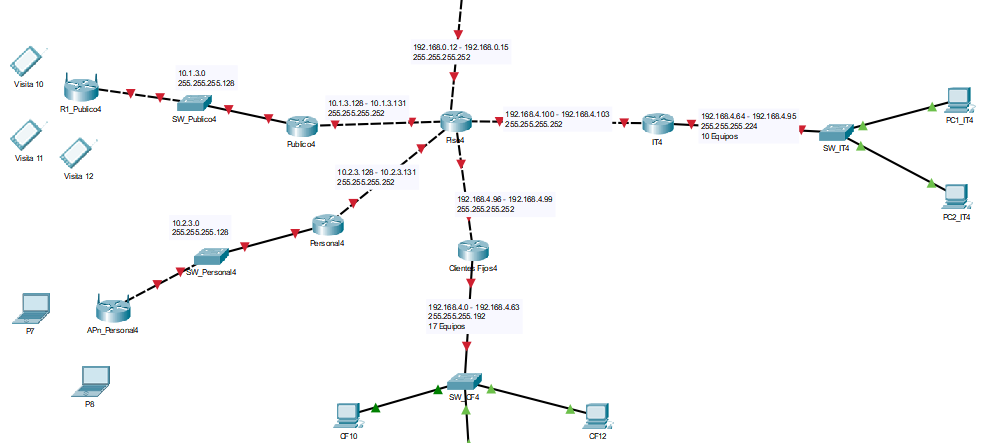 192.168.0.12 - 192.168.0.15
255.255.255.252
Visita 10
10.1.3.0
255.255.255.128
R1_Publico4
SW_Publico4
10.1.3.128 - 10.1.3.131
255.255.255.252
Publico4
192.168.4.100 - 192.168.4.103
255.255.255.252
IT4
192.168.4.64 - 192.168.4.95
255.255.255.224
10 Equipos
PC1_IT4
SW_IT4
Visita 11
Visita 12
10.2.3.128 - 10.2.3.131
255.255.255.252
PC2_IT4
192.168.4.96 - 192.168.4.99
255.255.255.252
10.2.3.0
255.255.255.128
Personal4
SW_Personal4
Clientes Fijos4
P7
APn_Personal4
192.168.4.0 - 192.168.4.63
255.255.255.192
17 Equipos
P8
SW_CF4
CF10
CF12